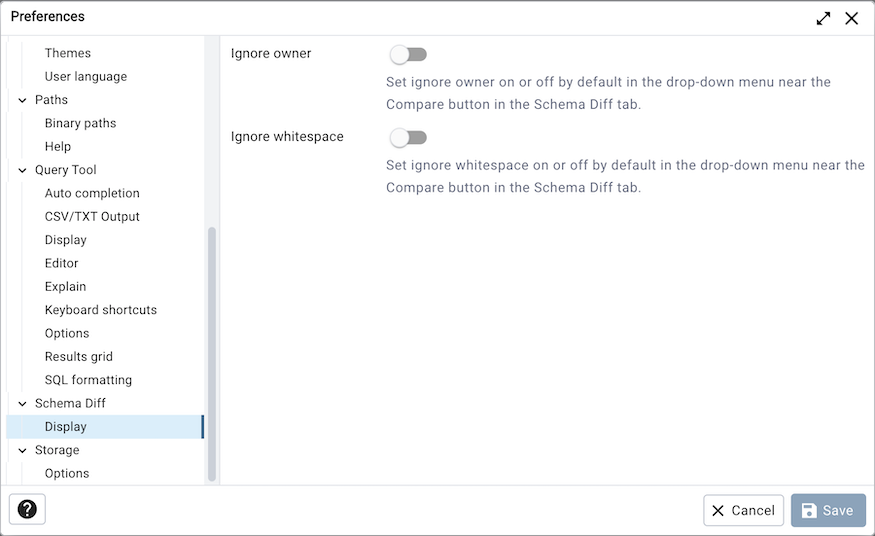 Preferences
Themes
User language
Paths
Binary paths
Help
Query Tool
Auto completion
CSV/TXT Output
Display
Editor
Explain
Keyboard shortcuts
Options
Results grid
SQL formatting
Schema Diff
Display
Storage
Options
Ignore owner
Set ignore owner on or off by default in the drop-down menu near the
Compare button in the Schema Diff tab.
Ignore whitespace
Set ignore whitespace on or off by default in the drop-down menu near the
Compare button in the Schema Diff tab.
?
Cancel
Save